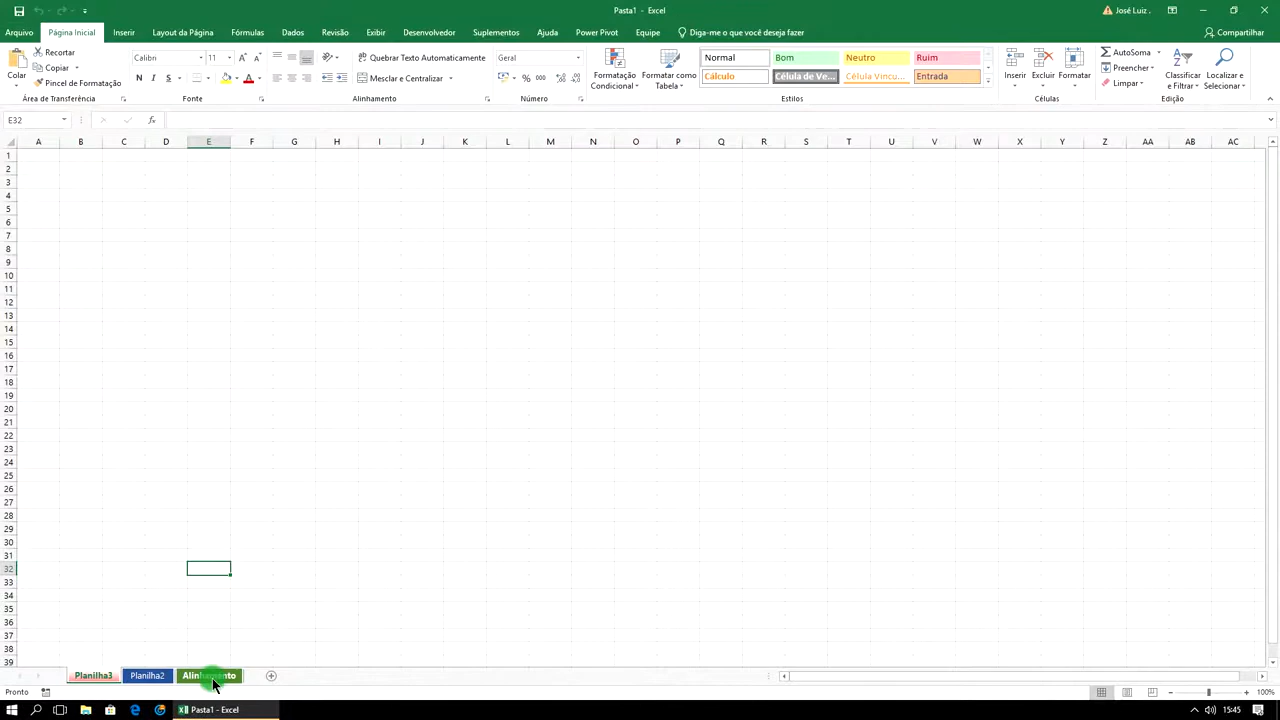 Pasta1 - Excel
José Luiz .
Arquivo Página Inicial Inserir Layout da Página Fórmulas Dados Revisão Exibir Desenvolvedor Suplementos Ajuda Power Pivot Equipe Diga-me o que você deseja fazer Compartilhar
Colar
Recortar
Copiar
Pincel de Formatação
Área de Transferência
Calibri 11
N I S
Fonte
Quebrar Texto Automaticamente
Mesclar e Centralizar
Alinhamento
Geral
% 000
Número
Formatação Condicional
Formatar como Tabela
Normal Bom Neutro Ruim
Cálculo Célula de Ve... Célula Vincu... Entrada
Estilos
Inserir Excluir Formatar
Células
AutoSoma
Preencher
Limpar
Classificar e Filtrar
Localizar e Selecionar
Edição
E32 fx
A B C D E F G H I J K L M N O P Q R S T U V W X Y Z AA AB AC
1
2
3
4
5
6
7
8
9
10
11
12
13
14
15
16
17
18
19
20
21
22
23
24
25
26
27
28
29
30
31
32
33
34
35
36
37
38
39
Planilha3 Planilha2 Alinhamento
Pronto 100%
Pasta1 - Excel 15:45